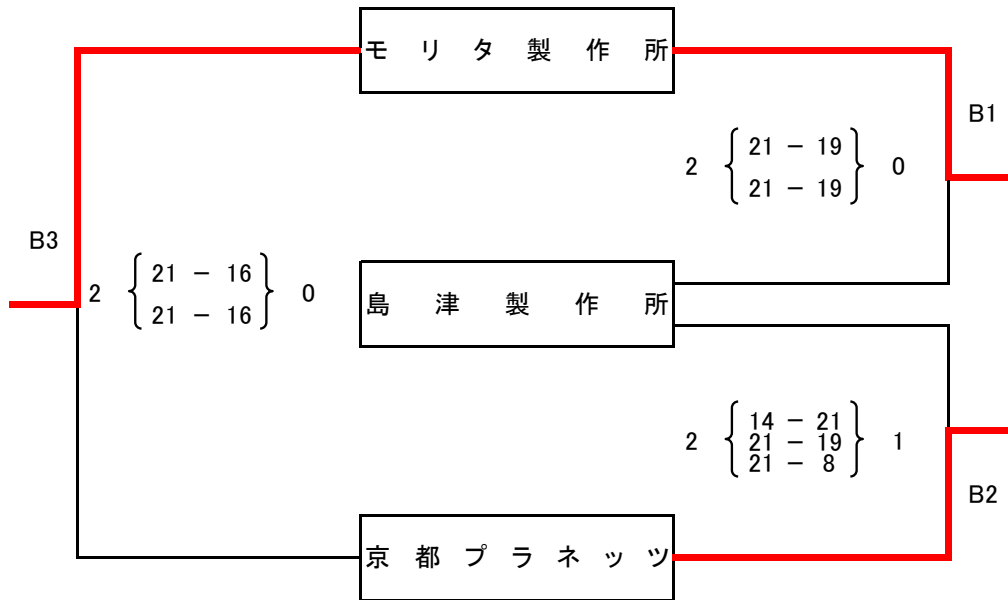 モリタ製作所
B1
2 { 21 － 19 } 0
21 － 19
B3
2 { 21 － 16 } 0
21 － 16
島津製作所
14 － 21
2 { 21 － 19 } 1
21 － 8
B2
京都プラネッツ